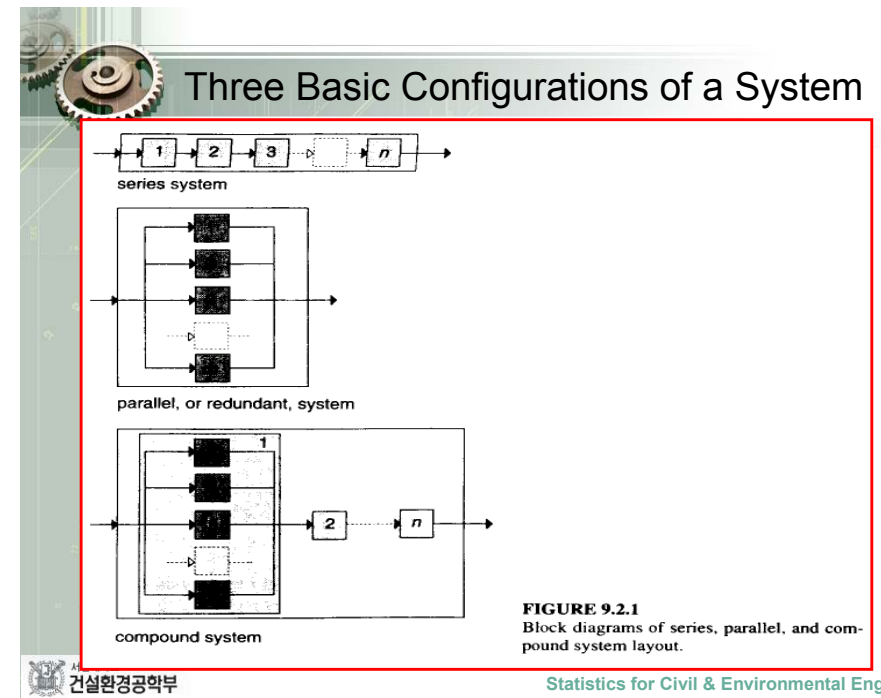 Three Basic Configurations of a System
1 2 3 n
series system
parallel, or redundant, system
1
2 n
compound system
FIGURE 9.2.1
Block diagrams of series, parallel, and com-
pound system layout.
건설환경공학부
Statistics for Civil & Environmental Eng